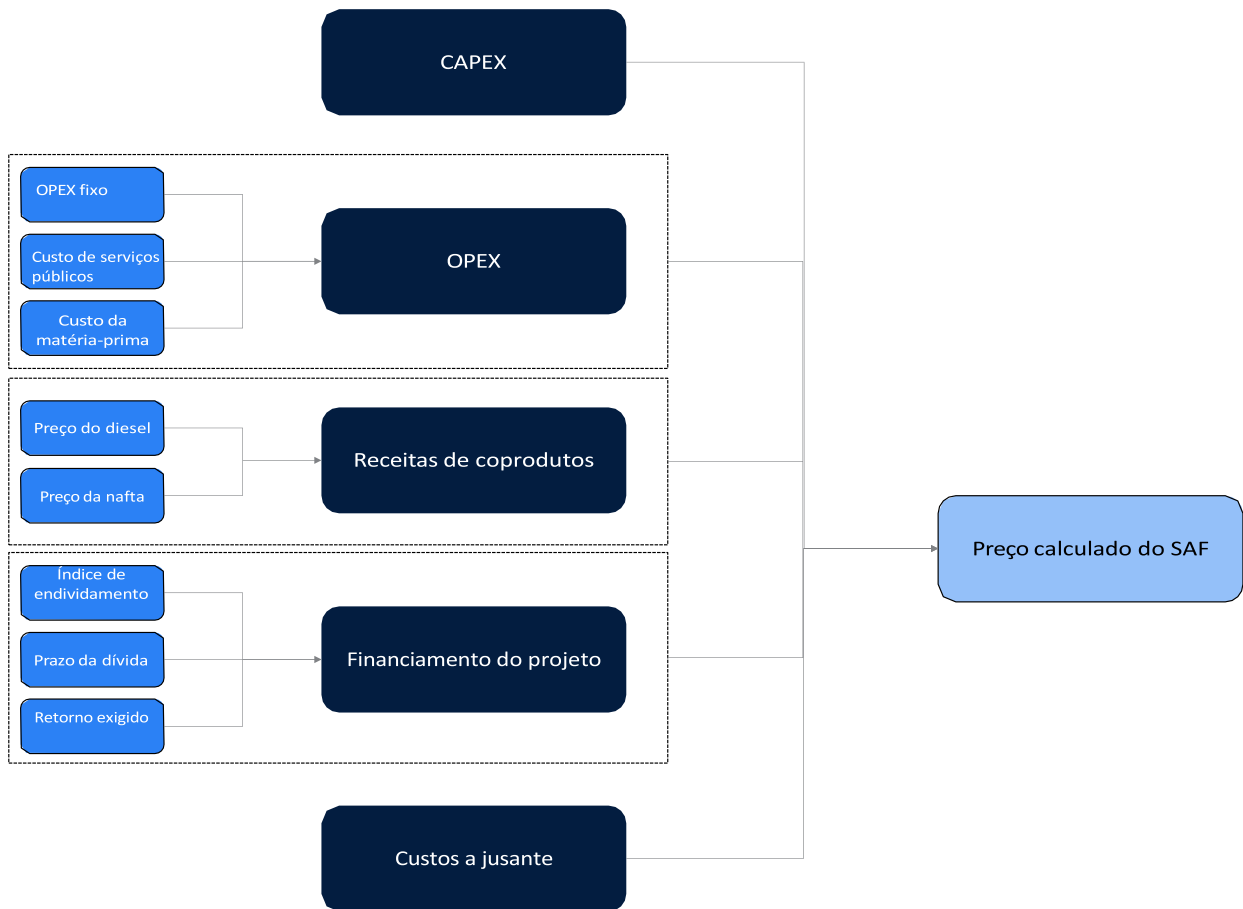 CAPEX
OPEX fixo
Custo de serviços
públicos
Custo da
matéria-prima
OPEX
Preço do diesel
Preço da nafta
Receitas de coprodutos
Índice de
endividamento
Prazo da dívida
Retorno exigido
Financiamento do projeto
Custos a jusante
Preço calculado do SAF